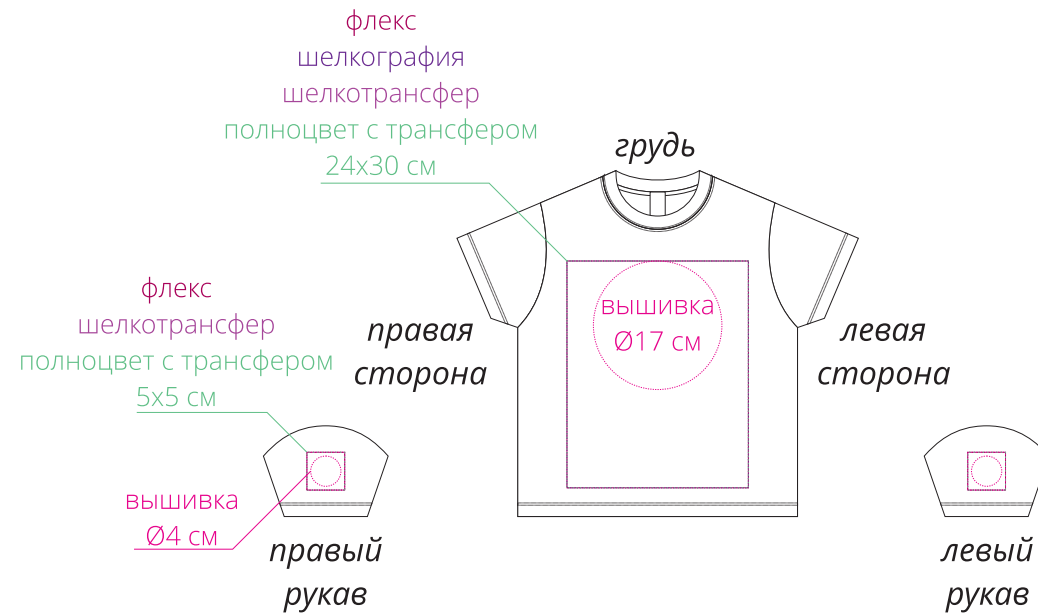 флекс
шелкография
шелкотрансфер
полноцвет с трансфером
24х30 см
грудь
вышивка
Ø17 см
правая
сторона
левая
сторона
флекс
шелкотрансфер
полноцвет с трансфером
5х5 см
вышивка
Ø4 см
правый
рукав
левый
рукав